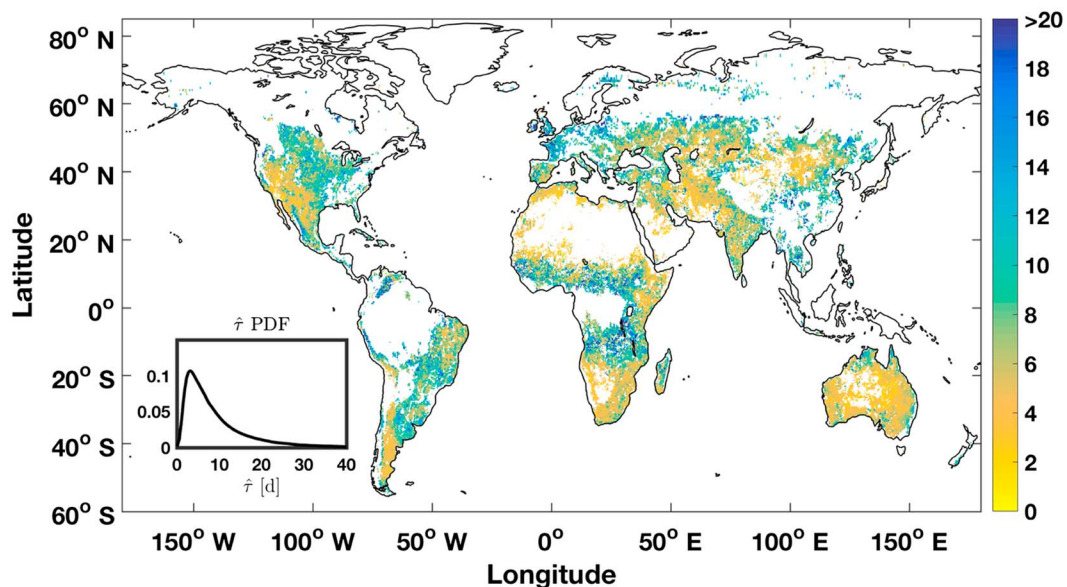 80° N
60° N
40° N
20° N
0°
20° S
40° S
60° S
Latitude
150° W
100° W
50° W
0°
50° E
100° E
150° E
Longitude
>20
18
16
14
12
10
8
6
4
2
0
τ̂ PDF
0.1
0.05
0
0
10
20
30
40
τ̂ [d]